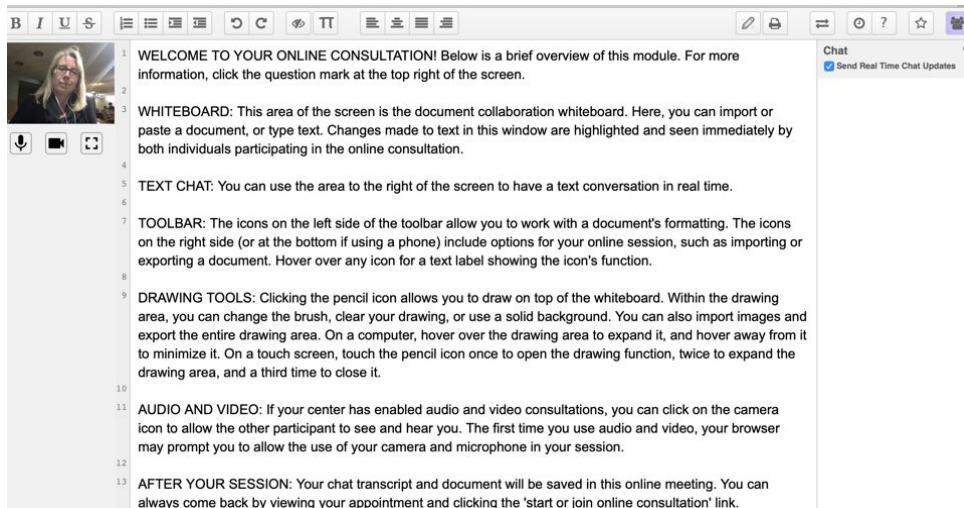 B I U S
TT
?
Chat
Send Real Time Chat Updates
1 WELCOME TO YOUR ONLINE CONSULTATION! Below is a brief overview of this module. For more
information, click the question mark at the top right of the screen.
2
3 WHITEBOARD: This area of the screen is the document collaboration whiteboard. Here, you can import or
paste a document, or type text. Changes made to text in this window are highlighted and seen immediately by
both individuals participating in the online consultation.
4
5 TEXT CHAT: You can use the area to the right of the screen to have a text conversation in real time.
6
7 TOOLBAR: The icons on the left side of the toolbar allow you to work with a document's formatting. The icons
on the right side (or at the bottom if using a phone) include options for your online session, such as importing or
exporting a document. Hover over any icon for a text label showing the icon's function.
8
9 DRAWING TOOLS: Clicking the pencil icon allows you to draw on top of the whiteboard. Within the drawing
area, you can change the brush, clear your drawing, or use a solid background. You can also import images and
export the entire drawing area. On a computer, hover over the drawing area to expand it, and hover away from it
to minimize it. On a touch screen, touch the pencil icon once to open the drawing function, twice to expand the
drawing area, and a third time to close it.
10
11 AUDIO AND VIDEO: If your center has enabled audio and video consultations, you can click on the camera
icon to allow the other participant to see and hear you. The first time you use audio and video, your browser
may prompt you to allow the use of your camera and microphone in your session.
12
13 AFTER YOUR SESSION: Your chat transcript and document will be saved in this online meeting. You can
always come back by viewing your appointment and clicking the 'start or join online consultation' link.